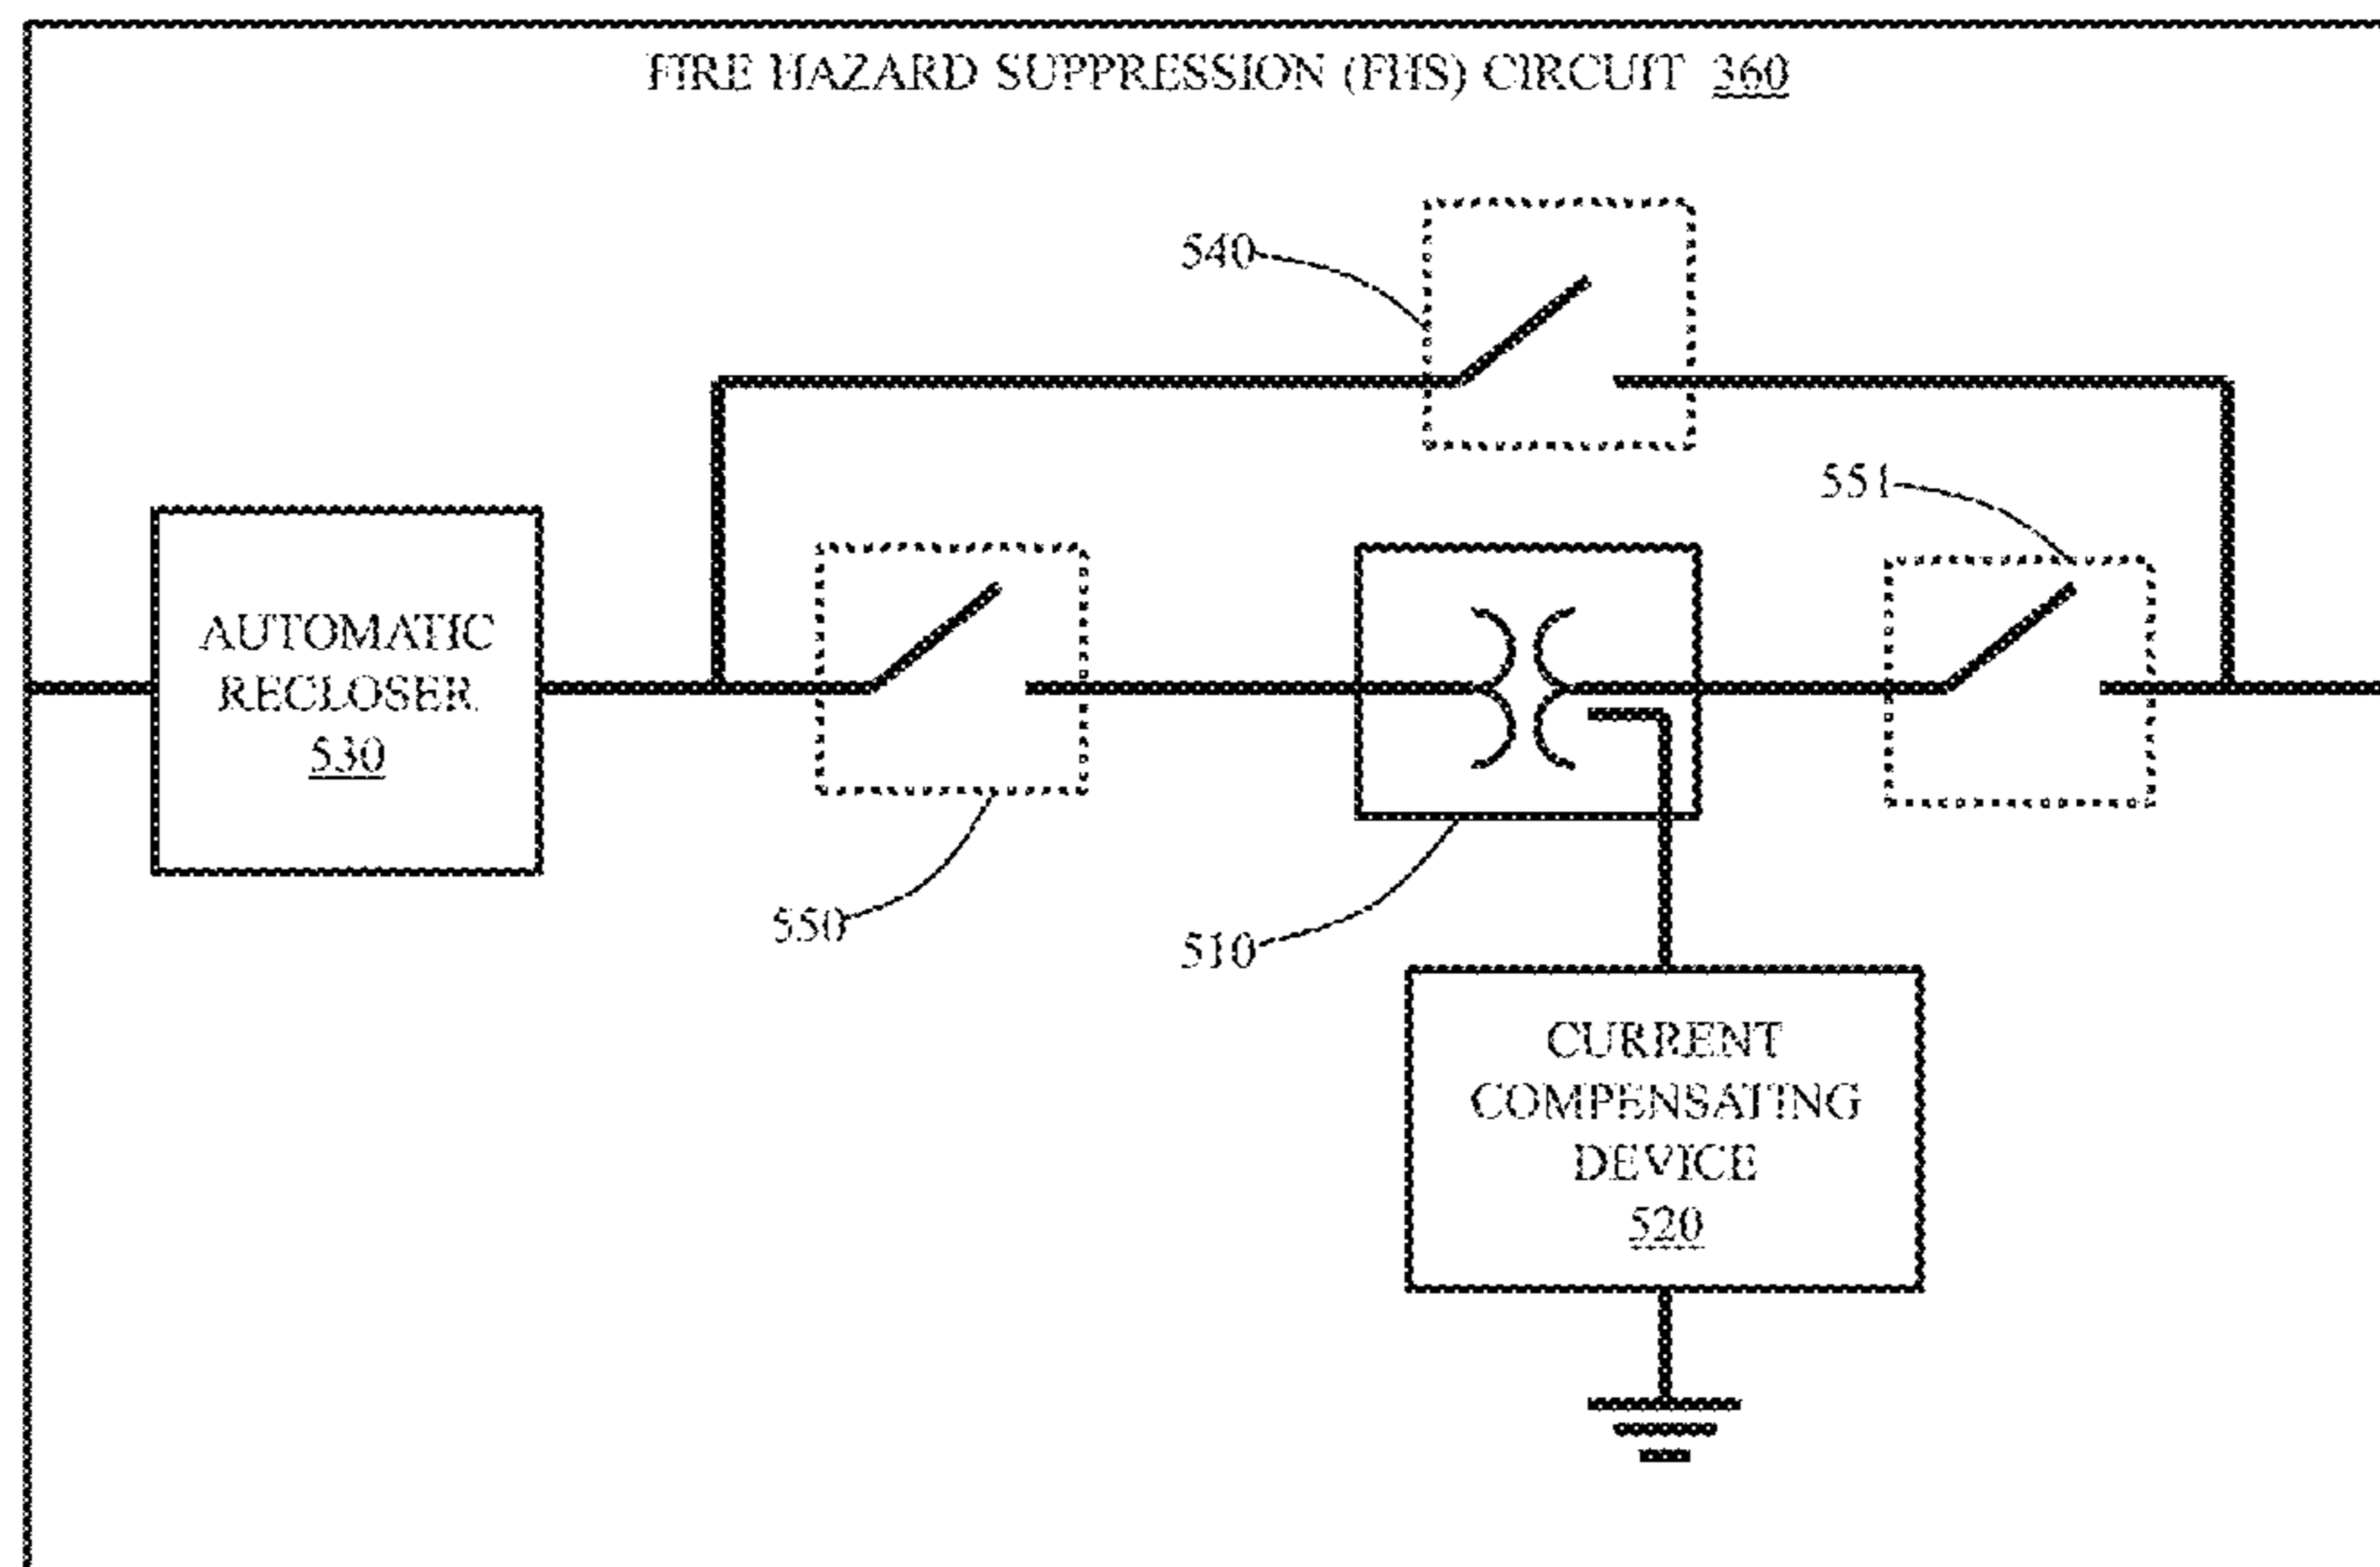 FIRE HAZARD SUPPRESSION (FHS) CIRCUIT 360
540
551
AUTOMATIC
RECLOSER
530
550
510
CURRENT
COMPENSATING
DEVICE
520